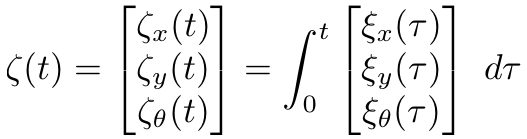 ζ(t) = [ζ_x(t) ζ_y(t) ζ_θ(t)] = ∫_0^t [ξ_x(τ) ξ_y(τ) ξ_θ(τ)] dτ